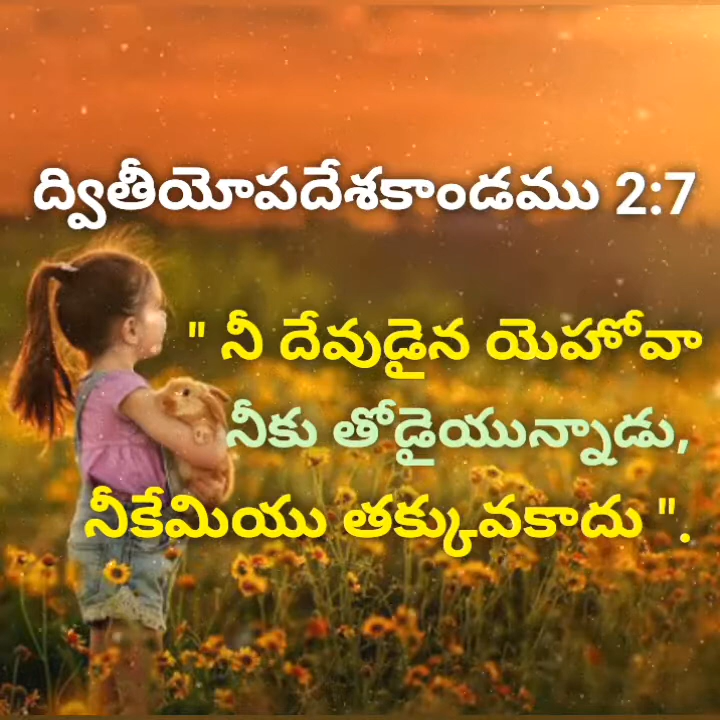 ద్వితీయోపదేశకాండము 2:7
" నీ దేవుడైన యెహోవా
నీకు తోడైయున్నాడు,
నీకేమియు తక్కువకాదు ".